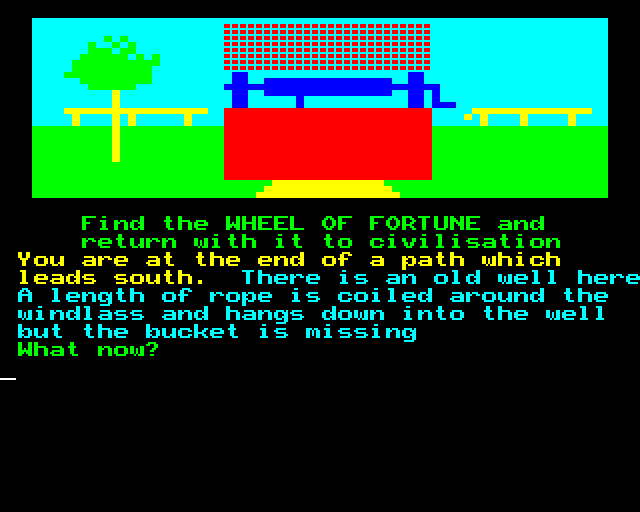 Find the WHEEL OF FORTUNE and
return with it to civilisation
You are at the end of a path which
leads south.  There is an old well here
A length of rope is coiled around the
windlass and hangs down into the well
but the bucket is missing
What now?